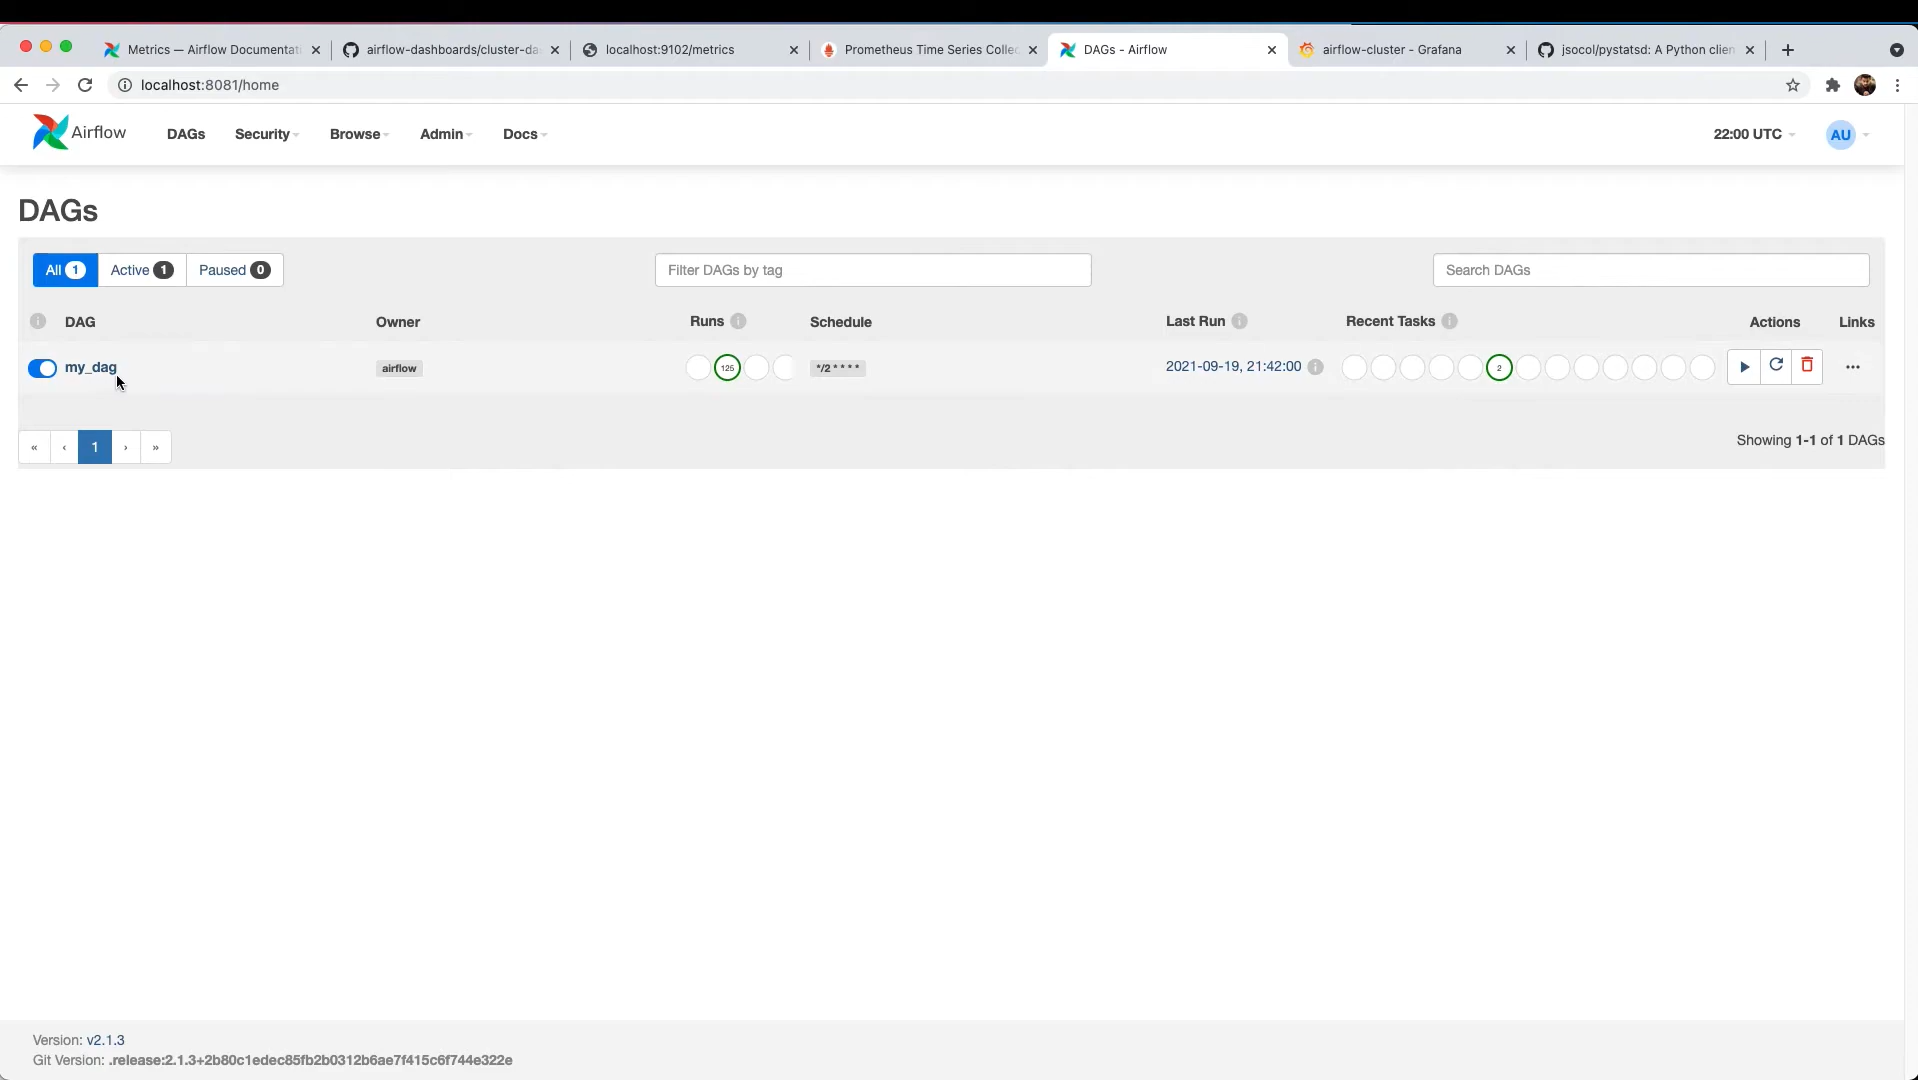 Metrics — Airflow Documentati
airflow-dashboards/cluster-da
localhost:9102/metrics
Prometheus Time Series Collec
DAGs - Airflow
airflow-cluster - Grafana
jsocol/pystatsd: A Python clien
localhost:8081/home
Airflow
DAGs
Security
Browse
Admin
Docs
22:00 UTC
AU
DAGs
All 1
Active 1
Paused 0
Filter DAGs by tag
Search DAGs
DAG
Owner
Runs
Schedule
Last Run
Recent Tasks
Actions
Links
my_dag
airflow
125
*/2 * * * *
2021-09-19, 21:42:00
2
« ‹ 1 › »
Showing 1-1 of 1 DAGs
Version: v2.1.3
Git Version: .release:2.1.3+2b80c1edec85fb2b0312b6ae7f415c6f744e322e